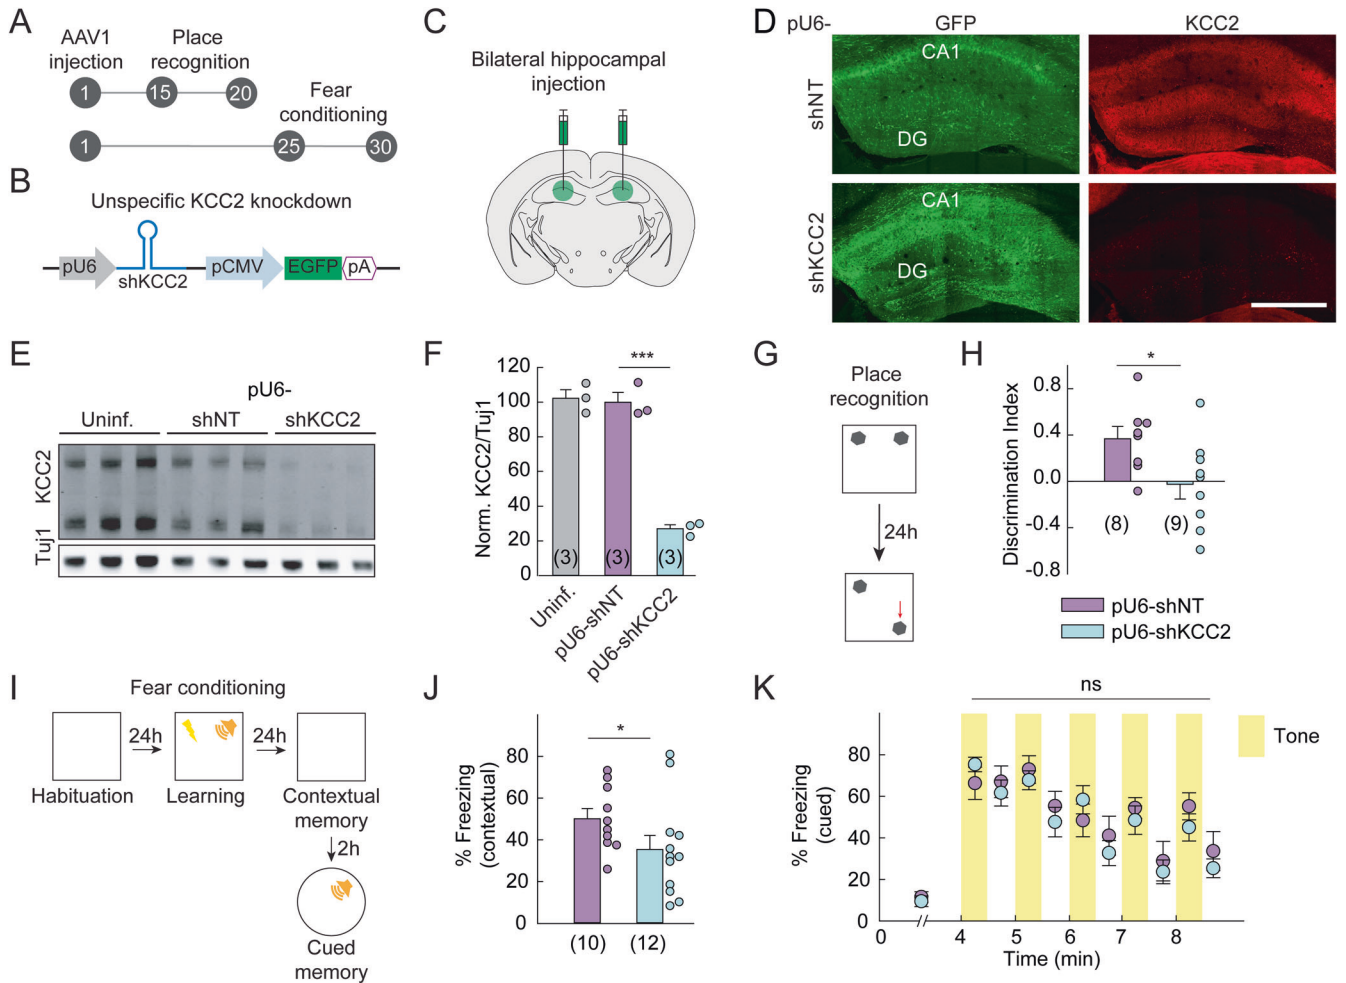 A
AAV1
injection
Place
recognition
1
15
20
Fear
conditioning
1
25
30
B
Unspecific KCC2 knockdown
pU6
shKCC2
pCMV
EGFP
pA
C
Bilateral hippocampal
injection
D
pU6-
GFP
KCC2
shNT
CA1
DG
shKCC2
CA1
DG
E
pU6-
Uninf.
shNT
shKCC2
KCC2
Tuj1
F
Norm. KCC2/Tuj1
120
100
80
60
40
20
0
***
(3)
(3)
(3)
Uninf.
pU6-shNT
pU6-shKCC2
G
Place
recognition
24h
H
Discrimination Index
0.8
0.4
0.0
-0.4
-0.8
*
(8)
(9)
pU6-shNT
pU6-shKCC2
I
Fear conditioning
24h
24h
Habituation
Learning
Contextual
memory
2h
Cued
memory
J
% Freezing
(contextual)
80
60
40
20
0
*
(10)
(12)
K
% Freezing
(cued)
80
60
40
20
0
ns
Tone
0
4
5
6
7
8
Time (min)